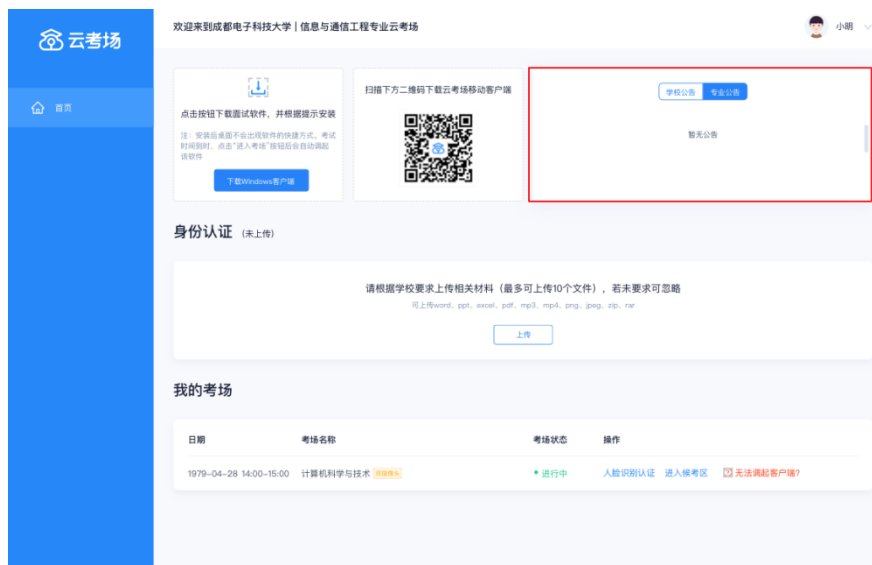 云考场
欢迎来到成都电子科技大学 | 信息与通信工程专业云考场
小明
首页
点击按钮下载面试软件，并根据提示安装
注：安装后桌面不会出现软件的快捷方式，考试
时间到时，点击“进入考场”按钮后会自动调起
该软件
下载Windows客户端
扫描下方二维码下载云考场移动客户端
学校公告 专业公告
暂无公告
身份认证 (未上传)
请根据学校要求上传相关材料（最多可上传10个文件），若未要求可忽略
可上传word、ppt、excel、pdf、mp3、mp4、png、jpeg、zip、rar
上传
我的考场
日期 考场名称 考场状态 操作
1979-04-28 14:00-15:00 计算机科学与技术 进行中 人脸识别认证 进入候考区 无法调起客户端?